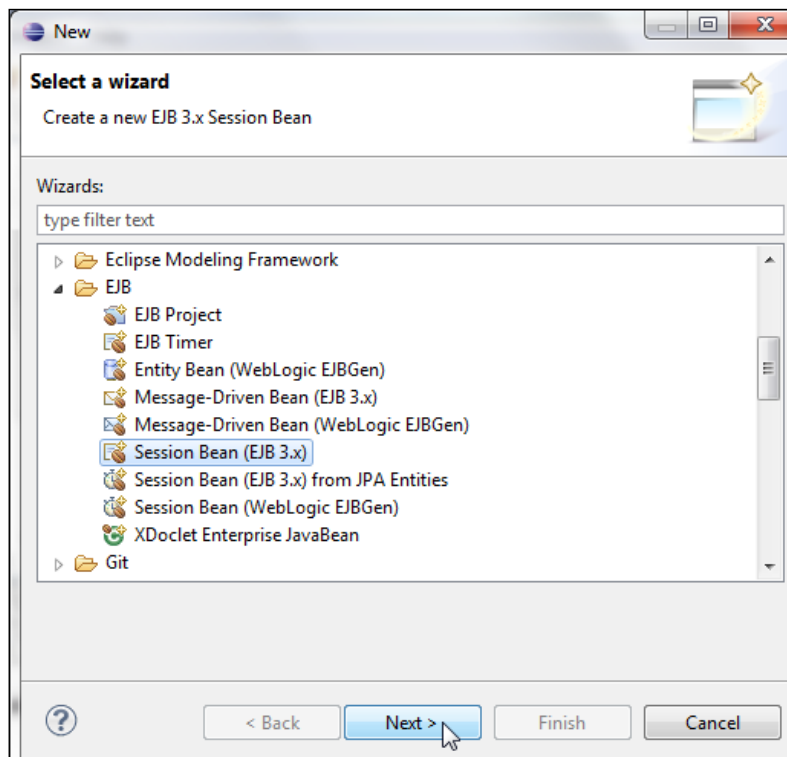 New
Select a wizard
Create a new EJB 3.x Session Bean
Wizards:
type filter text
Eclipse Modeling Framework
EJB
EJB Project
EJB Timer
Entity Bean (WebLogic EJBGen)
Message-Driven Bean (EJB 3.x)
Message-Driven Bean (WebLogic EJBGen)
Session Bean (EJB 3.x)
Session Bean (EJB 3.x) from JPA Entities
Session Bean (WebLogic EJBGen)
XDoclet Enterprise JavaBean
Git
? < Back Next > Finish Cancel